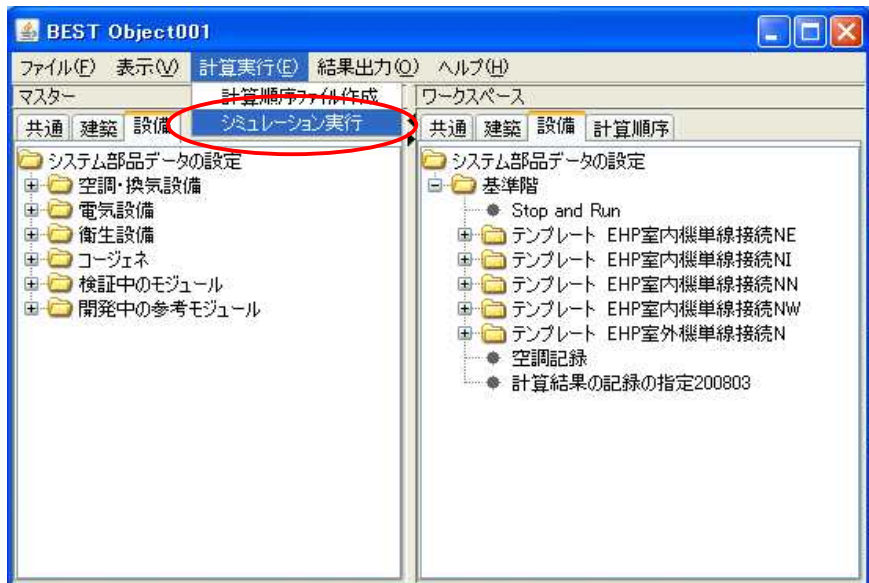 BEST Object001
ファイル(F) 表示(V) 計算実行(E) 結果出力(O) ヘルプ(H)
マスター
計算順序ファイル作成
シミュレーション実行
共通 建築 設備
システム部品データの設定
空調・換気設備
電気設備
衛生設備
コージェネ
検証中のモジュール
開発中の参考モジュール
ワークスペース
共通 建築 設備 計算順序
システム部品データの設定
基準階
Stop and Run
テンプレート EHP室内機単線接続NE
テンプレート EHP室内機単線接続NI
テンプレート EHP室内機単線接続NN
テンプレート EHP室内機単線接続NW
テンプレート EHP室外機単線接続N
空調記録
計算結果の記録の指定200803